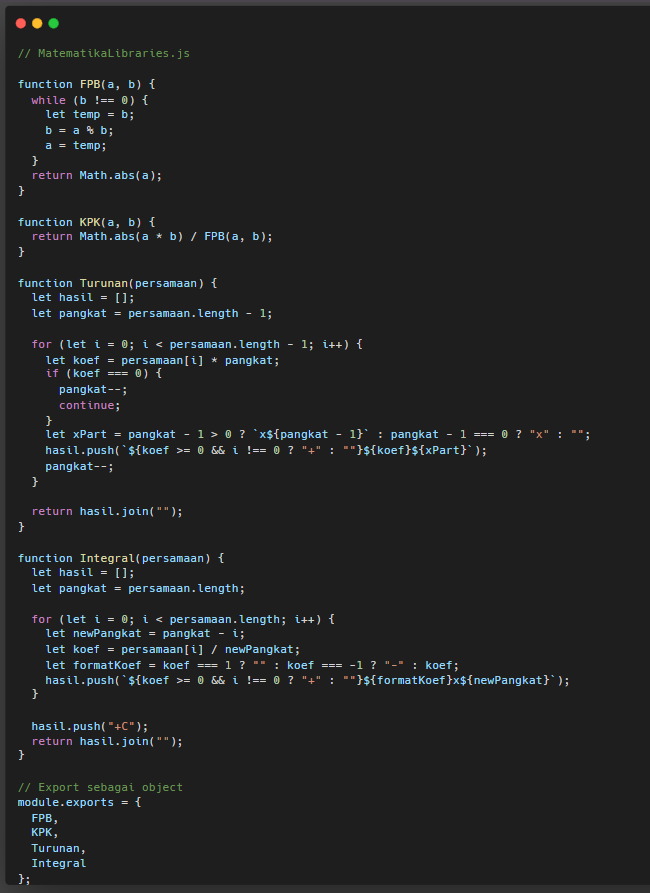 // MatematikaLibraries.js

function FPB(a, b) {
  while (b !== 0) {
    let temp = b;
    b = a % b;
    a = temp;
  }
  return Math.abs(a);
}

function KPK(a, b) {
  return Math.abs(a * b) / FPB(a, b);
}

function Turunan(persamaan) {
  let hasil = [];
  let pangkat = persamaan.length - 1;

  for (let i = 0; i < persamaan.length - 1; i++) {
    let koef = persamaan[i] * pangkat;
    if (koef === 0) {
      pangkat--;
      continue;
    }
    let xPart = pangkat - 1 > 0 ? `x${pangkat - 1}` : pangkat - 1 === 0 ? "x" : "";
    hasil.push(`${koef >= 0 && i !== 0 ? "+" : ""}${koef}${xPart}`);
    pangkat--;
  }

  return hasil.join("");
}

function Integral(persamaan) {
  let hasil = [];
  let pangkat = persamaan.length;

  for (let i = 0; i < persamaan.length; i++) {
    let newPangkat = pangkat - i;
    let koef = persamaan[i] / newPangkat;
    let formatKoef = koef === 1 ? "" : koef === -1 ? "-" : koef;
    hasil.push(`${koef >= 0 && i !== 0 ? "+" : ""}${formatKoef}x${newPangkat}`);
  }

  hasil.push("+C");
  return hasil.join("");
}

// Export sebagai object
module.exports = {
  FPB,
  KPK,
  Turunan,
  Integral
};